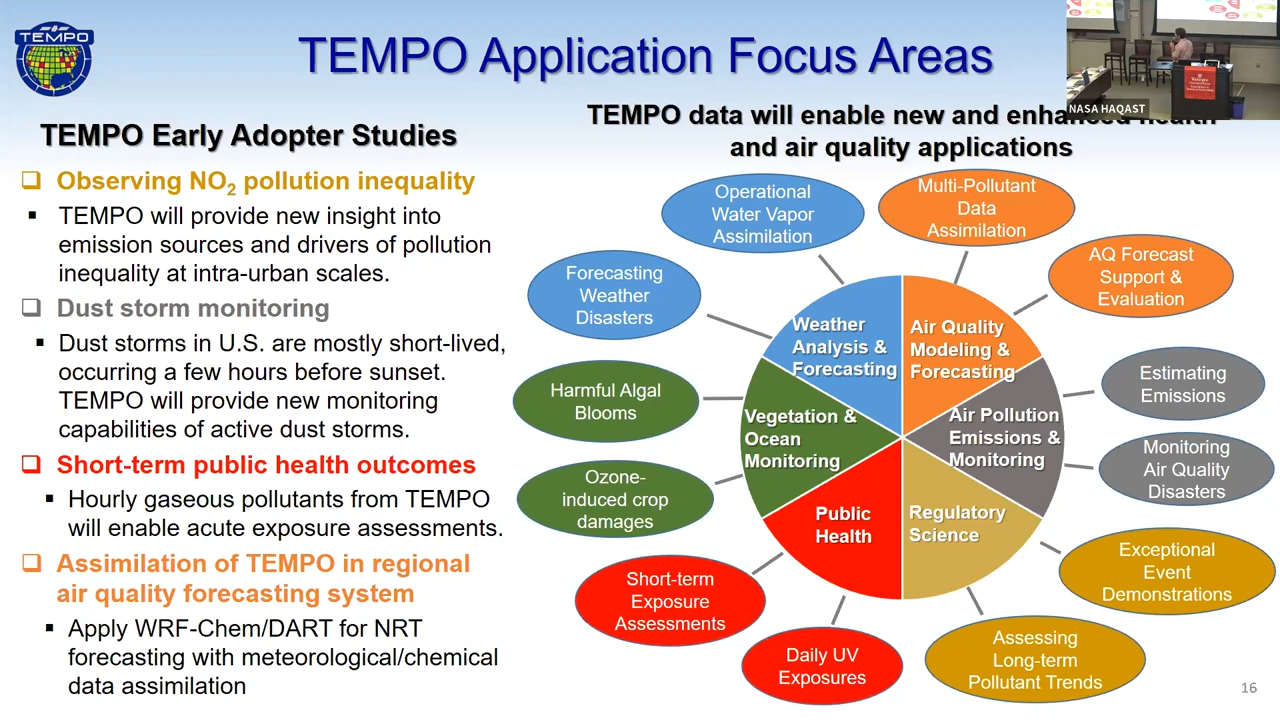 TEMPO
TEMPO Application Focus Areas
NASA HAQAST
TEMPO Early Adopter Studies
Observing NO₂ pollution inequality
TEMPO will provide new insight into
emission sources and drivers of pollution
inequality at intra-urban scales.
Dust storm monitoring
Dust storms in U.S. are mostly short-lived,
occurring a few hours before sunset.
TEMPO will provide new monitoring
capabilities of active dust storms.
Short-term public health outcomes
Hourly gaseous pollutants from TEMPO
will enable acute exposure assessments.
Assimilation of TEMPO in regional
air quality forecasting system
Apply WRF-Chem/DART for NRT
forecasting with meteorological/chemical
data assimilation
TEMPO data will enable new and enhanced health
and air quality applications
Operational
Water Vapor
Assimilation
Multi-Pollutant
Data
Assimilation
Forecasting
Weather
Disasters
AQ Forecast
Support &
Evaluation
Harmful Algal
Blooms
Estimating
Emissions
Ozone-
induced crop
damages
Monitoring
Air Quality
Disasters
Short-term
Exposure
Assessments
Exceptional
Event
Demonstrations
Daily UV
Exposures
Assessing
Long-term
Pollutant Trends
Weather
Analysis &
Forecasting
Air Quality
Modeling &
Forecasting
Vegetation &
Ocean
Monitoring
Air Pollution
Emissions &
Monitoring
Public
Health
Regulatory
Science
16